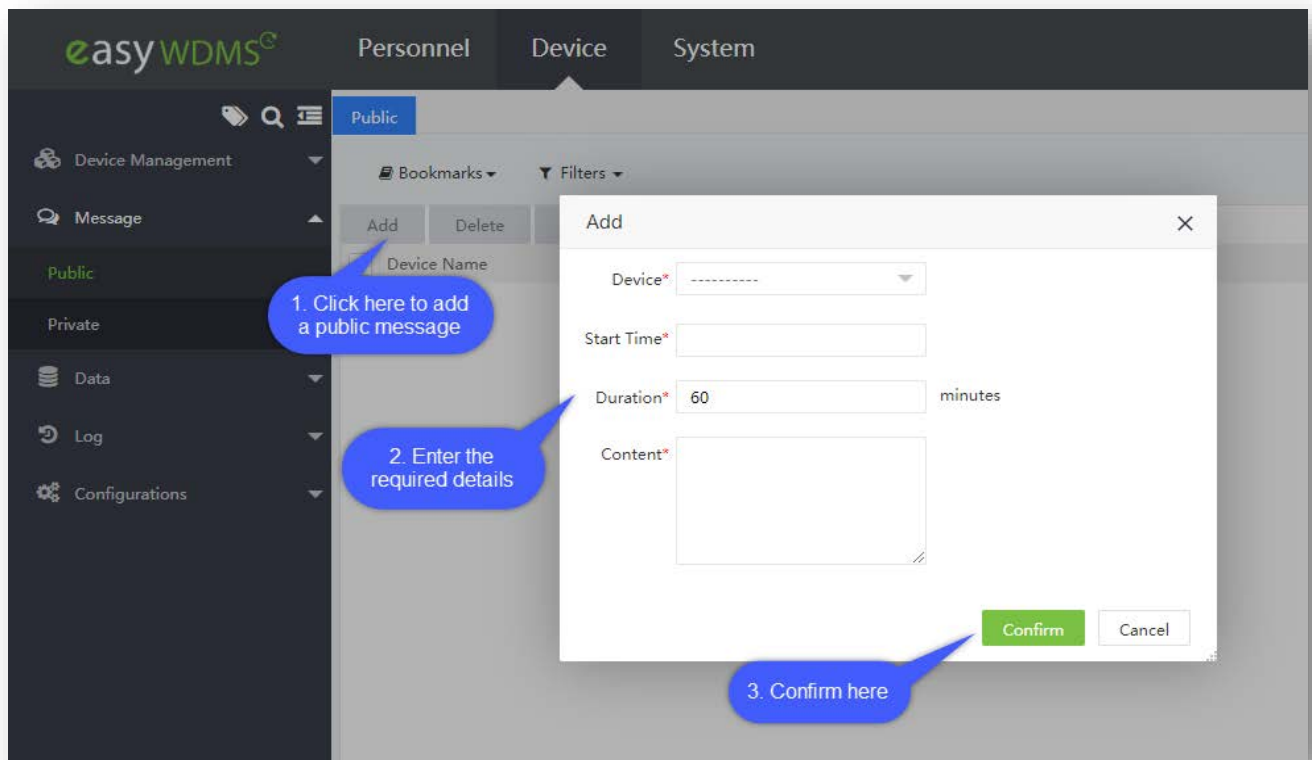 easy WDMS
Personnel
Device
System
Public
Device Management
Bookmarks
Filters
Message
Add
Delete
Add
Device Name
Public
Device*
----------
1. Click here to add
a public message
Private
Start Time*
Data
Duration*
60
minutes
Log
2. Enter the
required details
Content*
Configurations
Confirm
Cancel
3. Confirm here